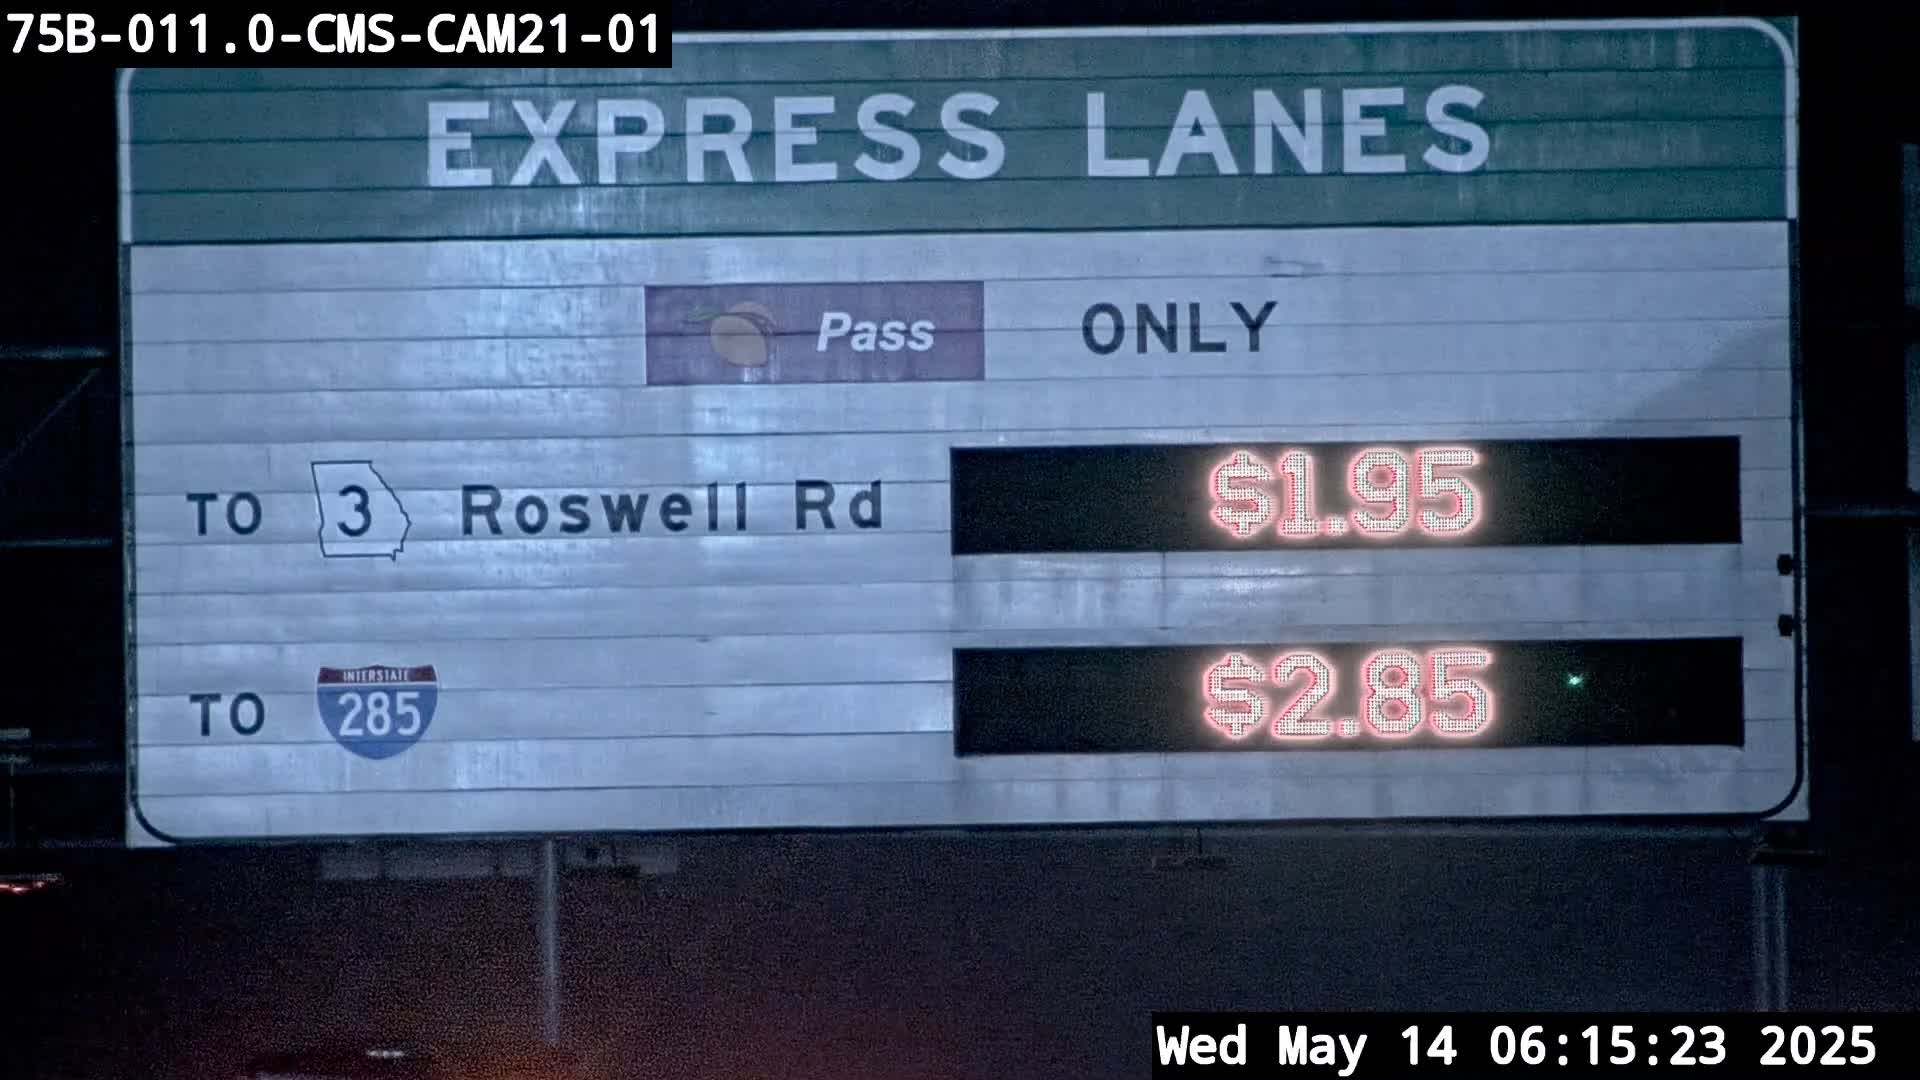 75B-011.0-CMS-CAM21-01
EXPRESS LANES
Pass ONLY
TO 3 Roswell Rd $1.95
INTERSTATE
TO 285 $2.85
Wed May 14 06:15:23 2025